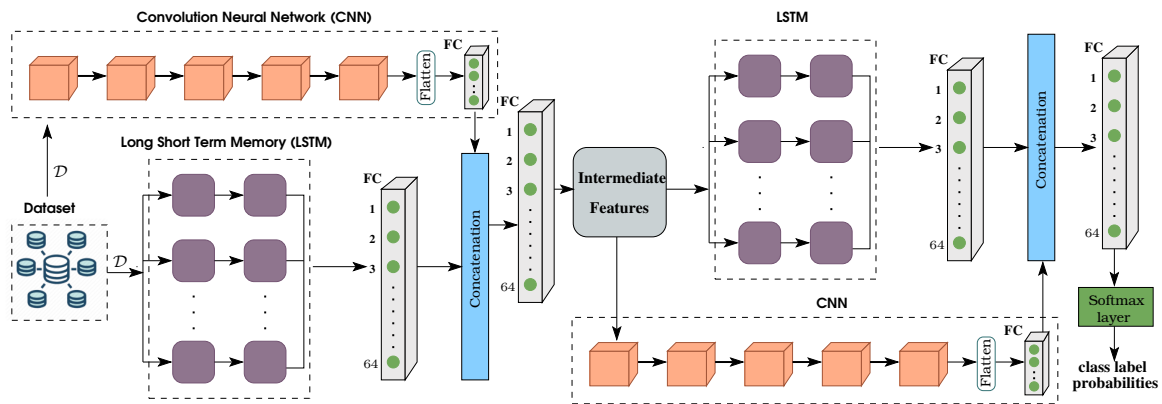 Convolution Neural Network (CNN)
FC
Flatten
𝒟
Long Short Term Memory (LSTM)
Dataset
𝒟
FC
1
2
3
64
Concatenation
FC
1
2
3
64
Intermediate
Features
LSTM
FC
1
2
3
64
CNN
Flatten
FC
Concatenation
FC
1
2
3
64
Softmax
layer
class label
probabilities